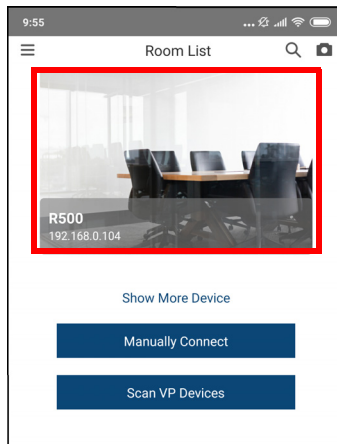 9:55
...
Room List
R500
192.168.0.104
Show More Device
Manually Connect
Scan VP Devices